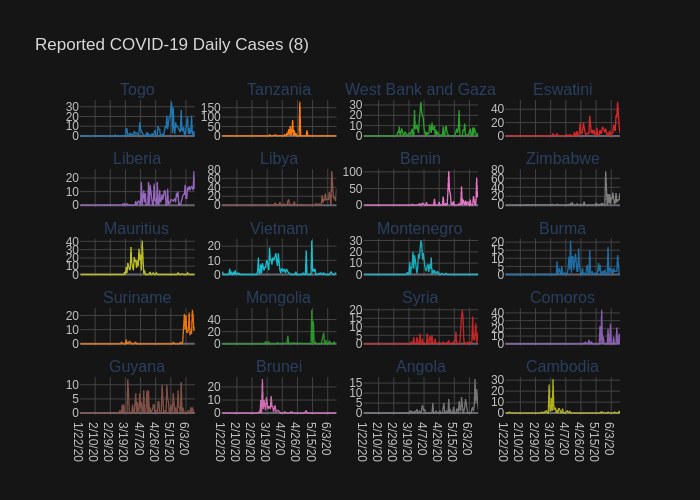 Reported COVID-19 Daily Cases (8)
Togo Tanzania West Bank and Gaza Eswatini
30 20 10 0
150 100 50 0
30 20 10 0
40 20 0
Liberia Libya Benin Zimbabwe
20 10 0
80 60 40 20 0
100 50 0
80 60 40 20 0
Mauritius Vietnam Montenegro Burma
40 30 20 10 0
20 10 0
30 20 10 0
20 15 10 5 0
Suriname Mongolia Syria Comoros
20 10 0
40 20 0
20 15 10 5 0
40 30 20 10 0
Guyana Brunei Angola Cambodia
10 5 0
20 10 0
15 10 5 0
30 20 10 0
1/22/20 2/10/20 2/29/20 3/19/20 4/7/20 4/26/20 5/15/20 6/3/20
1/22/20 2/10/20 2/29/20 3/19/20 4/7/20 4/26/20 5/15/20 6/3/20
1/22/20 2/10/20 2/29/20 3/19/20 4/7/20 4/26/20 5/15/20 6/3/20
1/22/20 2/10/20 2/29/20 3/19/20 4/7/20 4/26/20 5/15/20 6/3/20